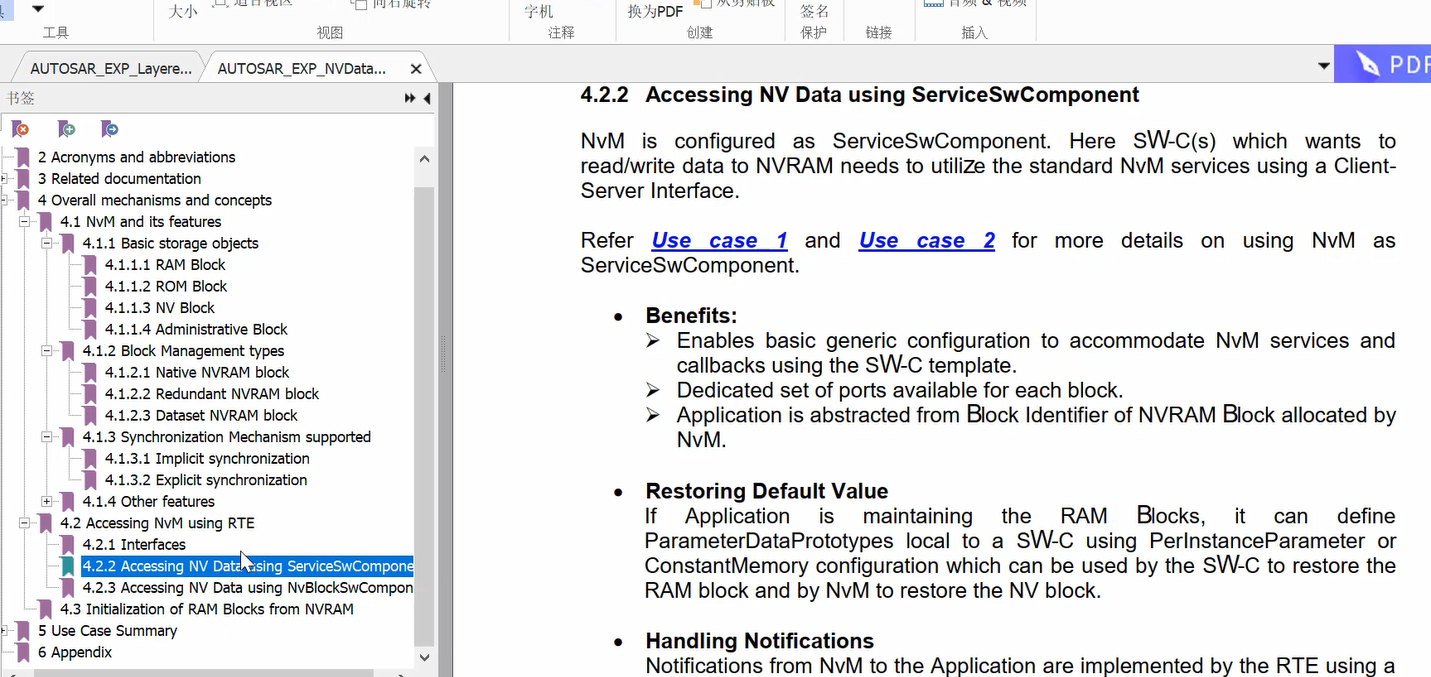 大小
适合视区
向右旋转
字机
换为PDF
从剪贴板
签名
音频 & 视频
工具
视图
注释
创建
保护
链接
插入
AUTOSAR_EXP_Layere...
AUTOSAR_EXP_NVData...
PDF
书签
2 Acronyms and abbreviations
3 Related documentation
4 Overall mechanisms and concepts
4.1 NvM and its features
4.1.1 Basic storage objects
4.1.1.1 RAM Block
4.1.1.2 ROM Block
4.1.1.3 NV Block
4.1.1.4 Administrative Block
4.1.2 Block Management types
4.1.2.1 Native NVRAM block
4.1.2.2 Redundant NVRAM block
4.1.2.3 Dataset NVRAM block
4.1.3 Synchronization Mechanism supported
4.1.3.1 Implicit synchronization
4.1.3.2 Explicit synchronization
4.1.4 Other features
4.2 Accessing NvM using RTE
4.2.1 Interfaces
4.2.2 Accessing NV Data using ServiceSwCompone
4.2.3 Accessing NV Data using NvBlockSwCompon
4.3 Initialization of RAM Blocks from NVRAM
5 Use Case Summary
6 Appendix
4.2.2 Accessing NV Data using ServiceSwComponent
NvM is configured as ServiceSwComponent. Here SW-C(s) which wants to
read/write data to NVRAM needs to utilize the standard NvM services using a Client-
Server Interface.
Refer Use case 1 and Use case 2 for more details on using NvM as
ServiceSwComponent.
• Benefits:
➢ Enables basic generic configuration to accommodate NvM services and
callbacks using the SW-C template.
➢ Dedicated set of ports available for each block.
➢ Application is abstracted from Block Identifier of NVRAM Block allocated by
NvM.
• Restoring Default Value
If Application is maintaining the RAM Blocks, it can define
ParameterDataPrototypes local to a SW-C using PerInstanceParameter or
ConstantMemory configuration which can be used by the SW-C to restore the
RAM block and by NvM to restore the NV block.
• Handling Notifications
Notifications from NvM to the Application are implemented by the RTE using a